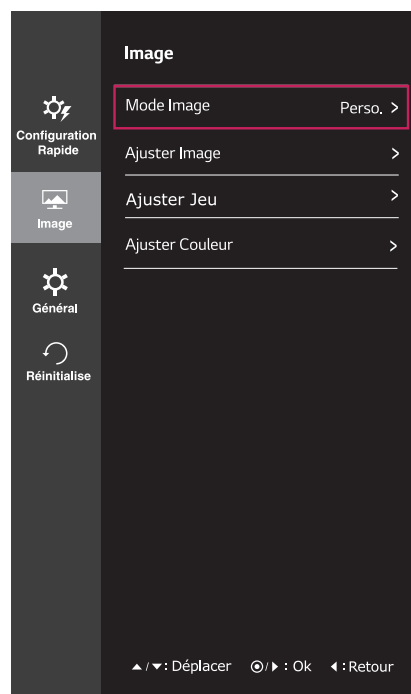 Image
Configuration
Rapide
Image
Général
Réinitialise
Mode Image Perso. >
Ajuster Image >
Ajuster Jeu >
Ajuster Couleur >
▲/▼: Déplacer ◉/▶ : Ok ◀ : Retour